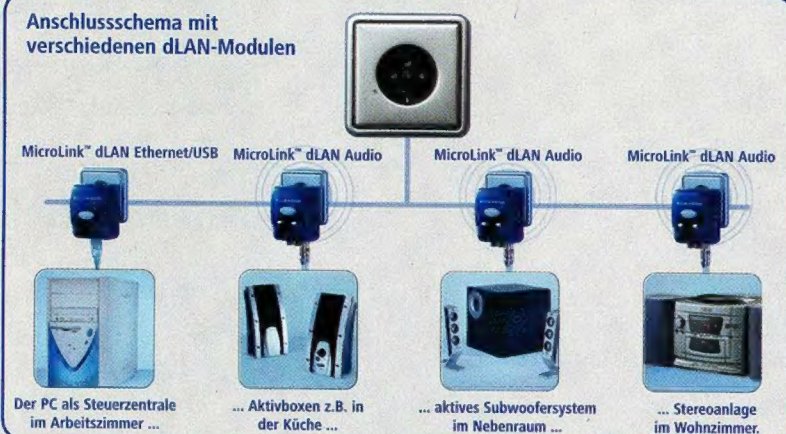 Anschlussschema mit
verschiedenen dLAN-Modulen
MicroLink™ dLAN Ethernet/USB
MicroLink™ dLAN Audio
MicroLink™ dLAN Audio
MicroLink™ dLAN Audio
Der PC als Steuerzentrale
im Arbeitszimmer ...
... Aktivboxen z.B. in
der Küche ...
... aktives Subwoofersystem
im Nebenraum ...
... Stereoanlage
im Wohnzimmer.